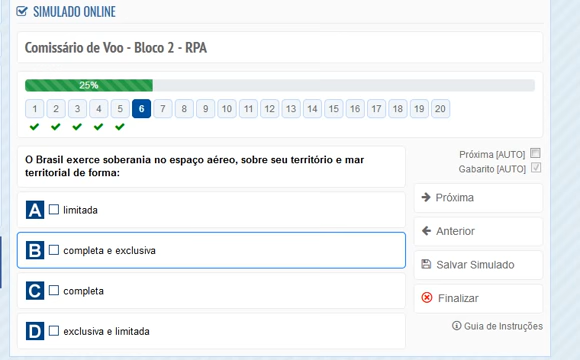 SIMULADO ONLINE
Comissário de Voo - Bloco 2 - RPA
25%
1 2 3 4 5 6 7 8 9 10 11 12 13 14 15 16 17 18 19 20
O Brasil exerce soberania no espaço aéreo, sobre seu território e mar
territorial de forma:
A limitada
B completa e exclusiva
C completa
D exclusiva e limitada
Próxima [AUTO]
Gabarito [AUTO]
Próxima
Anterior
Salvar Simulado
Finalizar
Guia de Instruções